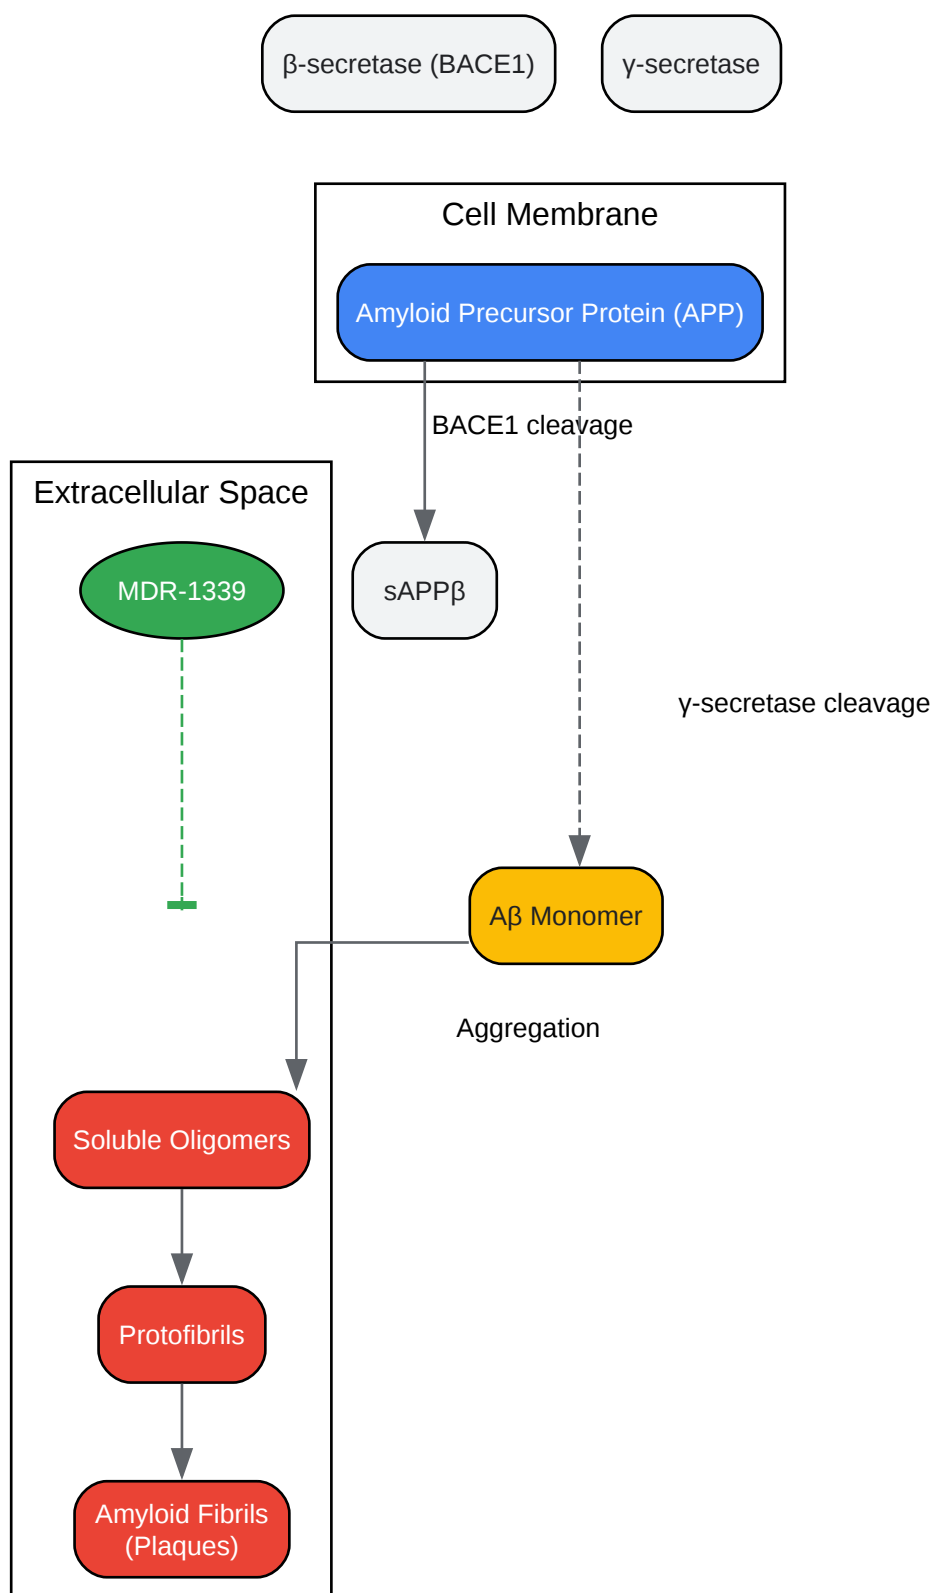 β-secretase (BACE1)
γ-secretase
Cell Membrane
Amyloid Precursor Protein (APP)
BACE1 cleavage
Extracellular Space
MDR-1339
sAPPβ
γ-secretase cleavage
Aβ Monomer
Aggregation
Soluble Oligomers
Protofibrils
Amyloid Fibrils
(Plaques)